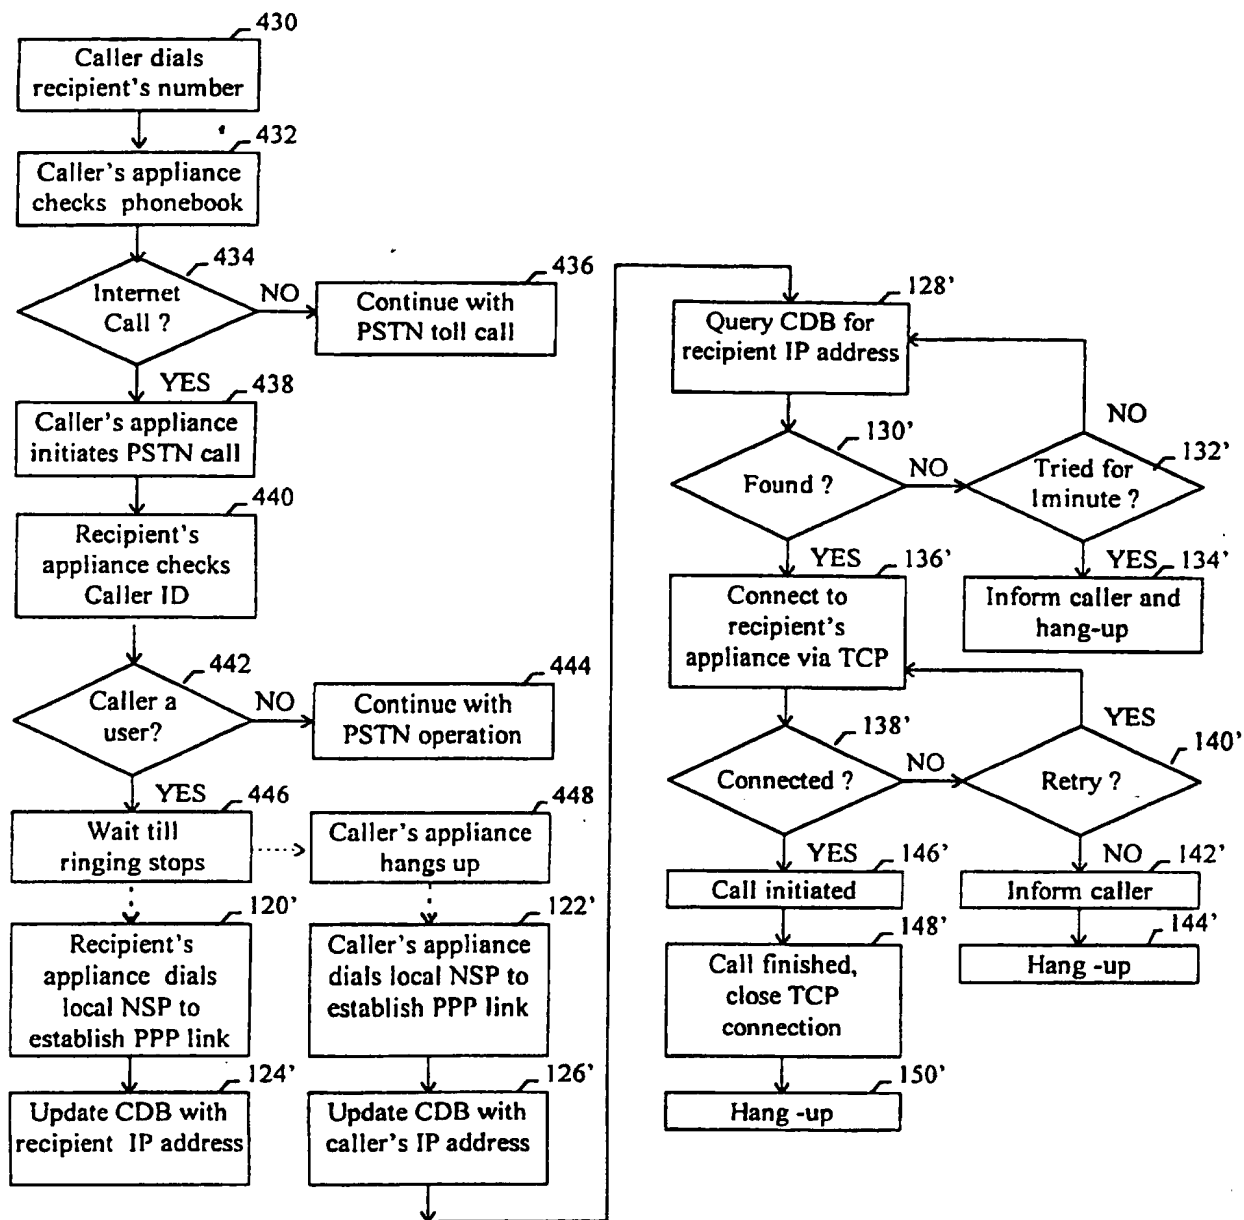 430
Caller dials
recipient's number
432
Caller's appliance
checks phonebook
434
Internet
Call ?
NO
436
Continue with
PSTN toll call
YES
438
Caller's appliance
initiates PSTN call
440
Recipient's
appliance checks
Caller ID
442
Caller a
user?
NO
444
Continue with
PSTN operation
YES
446
Wait till
ringing stops
448
Caller's appliance
hangs up
120'
Recipient's
appliance dials
local NSP to
establish PPP link
122'
Caller's appliance
dials local NSP to
establish PPP link
124'
Update CDB with
recipient IP address
126'
Update CDB with
caller's IP address
128'
Query CDB for
recipient IP address
130'
Found ?
NO
132'
Tried for
1minute ?
NO
YES
134'
Inform caller and
hang-up
YES
136'
Connect to
recipient's
appliance via TCP
138'
Connected ?
NO
140'
Retry ?
YES
NO
142'
Inform caller
144'
Hang -up
YES
146'
Call initiated
148'
Call finished,
close TCP
connection
150'
Hang -up